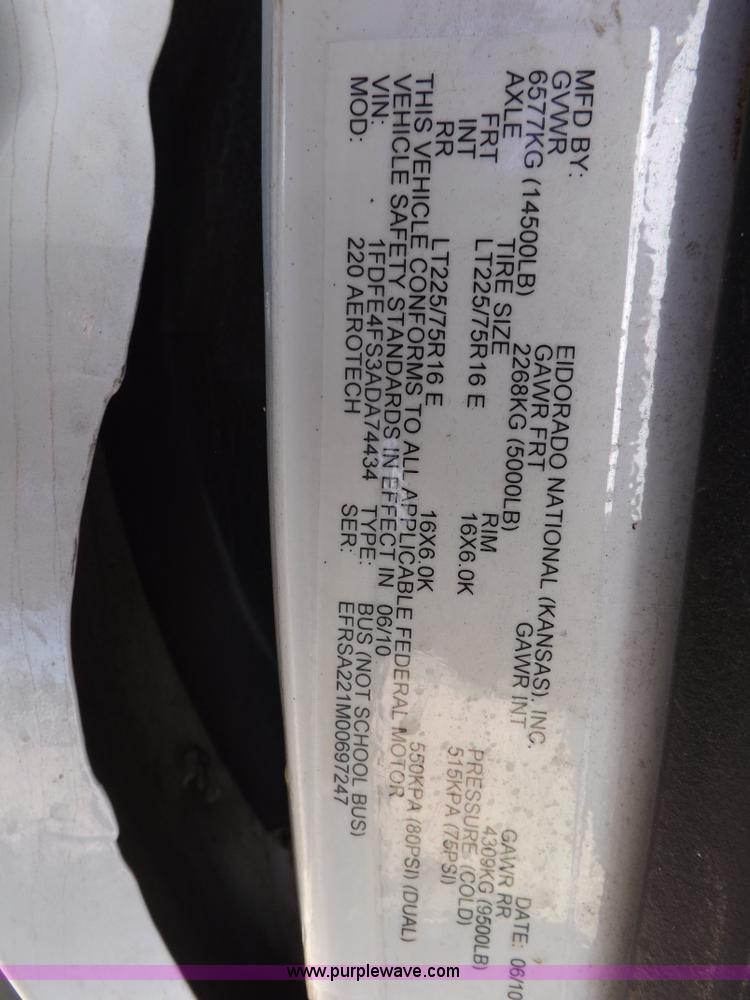 MFD BY: EIDORADO NATIONAL (KANSAS), INC. DATE: 06/10
GVWR GAWR FRT GAWR INT GAWR RR
6577KG (14500LB) 2268KG (5000LB) 4309KG (9500LB)
AXLE TIRE SIZE RIM PRESSURE (COLD)
FRT LT225/75R16 E 16X6.0K 515KPA (75PSI)
INT
RR LT225/75R16 E 16X6.0K 550KPA (80PSI) (DUAL)
THIS VEHICLE CONFORMS TO ALL APPLICABLE FEDERAL MOTOR
VEHICLE SAFETY STANDARDS IN EFFECT IN 06/10
VIN: 1FDFE4FS3ADA74434 TYPE: BUS (NOT SCHOOL BUS)
MOD: 220 AEROTECH SER: EFRSA221M00697247
www.purplewave.com